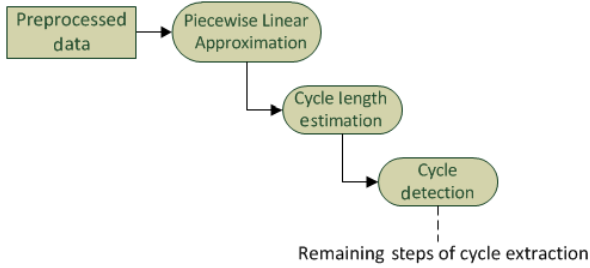 Preprocessed
data
Piecewise Linear
Approximation
Cycle length
estimation
Cycle
detection
Remaining steps of cycle extraction